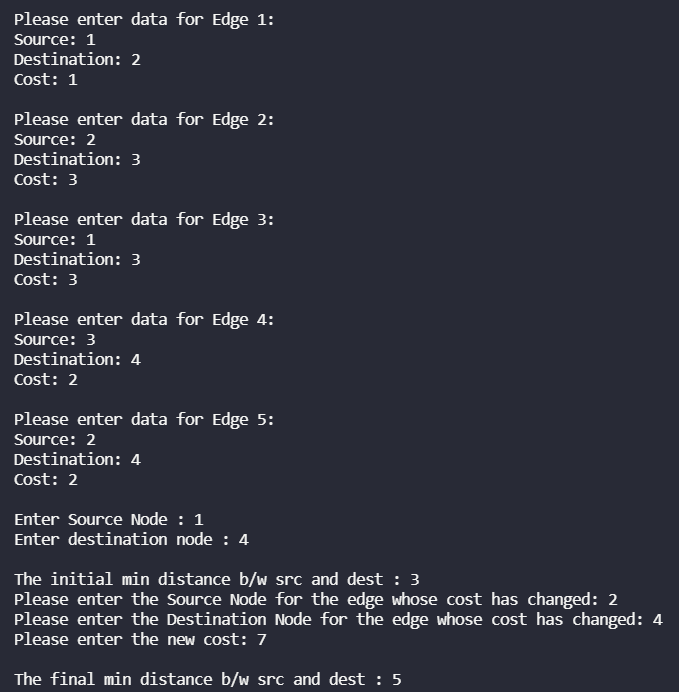 Please enter data for Edge 1:
Source: 1
Destination: 2
Cost: 1
Please enter data for Edge 2:
Source: 2
Destination: 3
Cost: 3
Please enter data for Edge 3:
Source: 1
Destination: 3
Cost: 3
Please enter data for Edge 4:
Source: 3
Destination: 4
Cost: 2
Please enter data for Edge 5:
Source: 2
Destination: 4
Cost: 2
Enter Source Node : 1
Enter destination node : 4
The initial min distance b/w src and dest : 3
Please enter the Source Node for the edge whose cost has changed: 2
Please enter the Destination Node for the edge whose cost has changed: 4
Please enter the new cost: 7
The final min distance b/w src and dest : 5